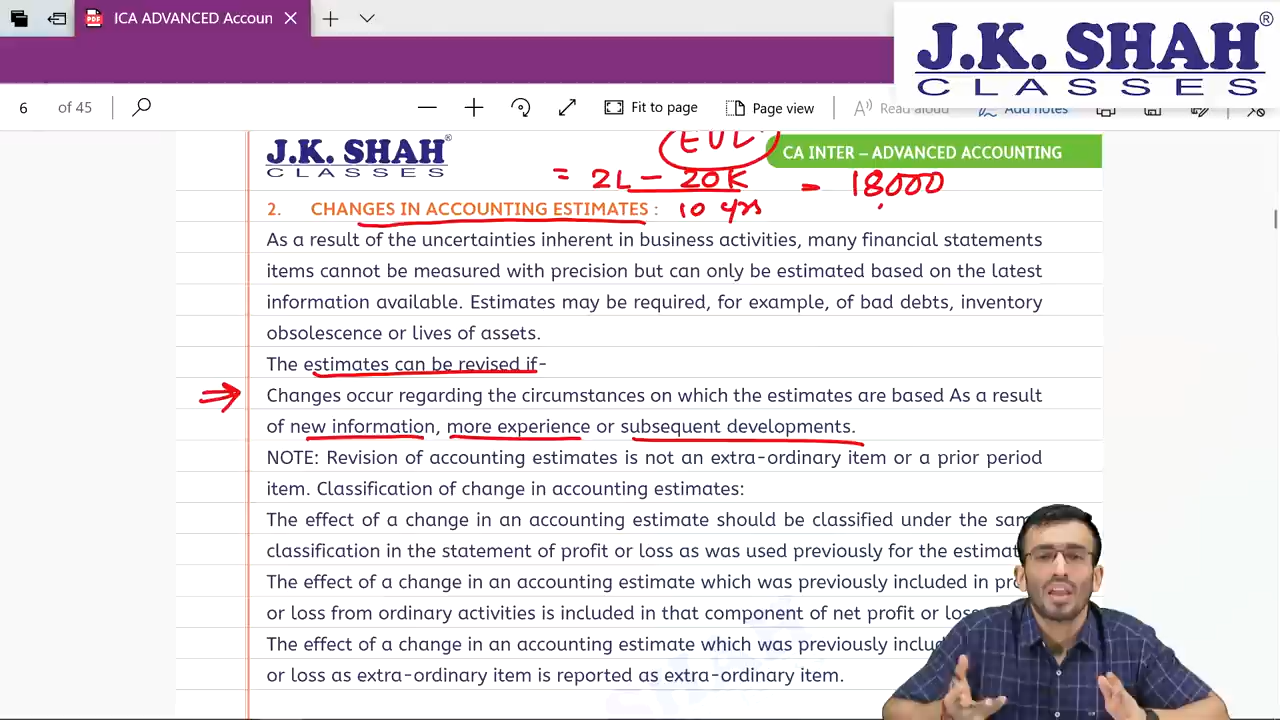 ICA ADVANCED Accoun
J.K. SHAH®
CLASSES
6 of 45
Fit to page
Page view
Read aloud
Add notes
J.K. SHAH®
CLASSES
EUL
CA INTER – ADVANCED ACCOUNTING
= 2L – 20K = 18000
10 yrs
2. CHANGES IN ACCOUNTING ESTIMATES :
As a result of the uncertainties inherent in business activities, many financial statements
items cannot be measured with precision but can only be estimated based on the latest
information available. Estimates may be required, for example, of bad debts, inventory
obsolescence or lives of assets.
The estimates can be revised if-
Changes occur regarding the circumstances on which the estimates are based As a result
of new information, more experience or subsequent developments.
NOTE: Revision of accounting estimates is not an extra-ordinary item or a prior period
item. Classification of change in accounting estimates:
The effect of a change in an accounting estimate should be classified under the
classification in the statement of profit or loss as was used previously for the
The effect of a change in an accounting estimate which was previously included in
or loss from ordinary activities is included in that component of net profit or
The effect of a change in an accounting estimate which was previously
or loss as extra-ordinary item is reported as extra-ordinary item.